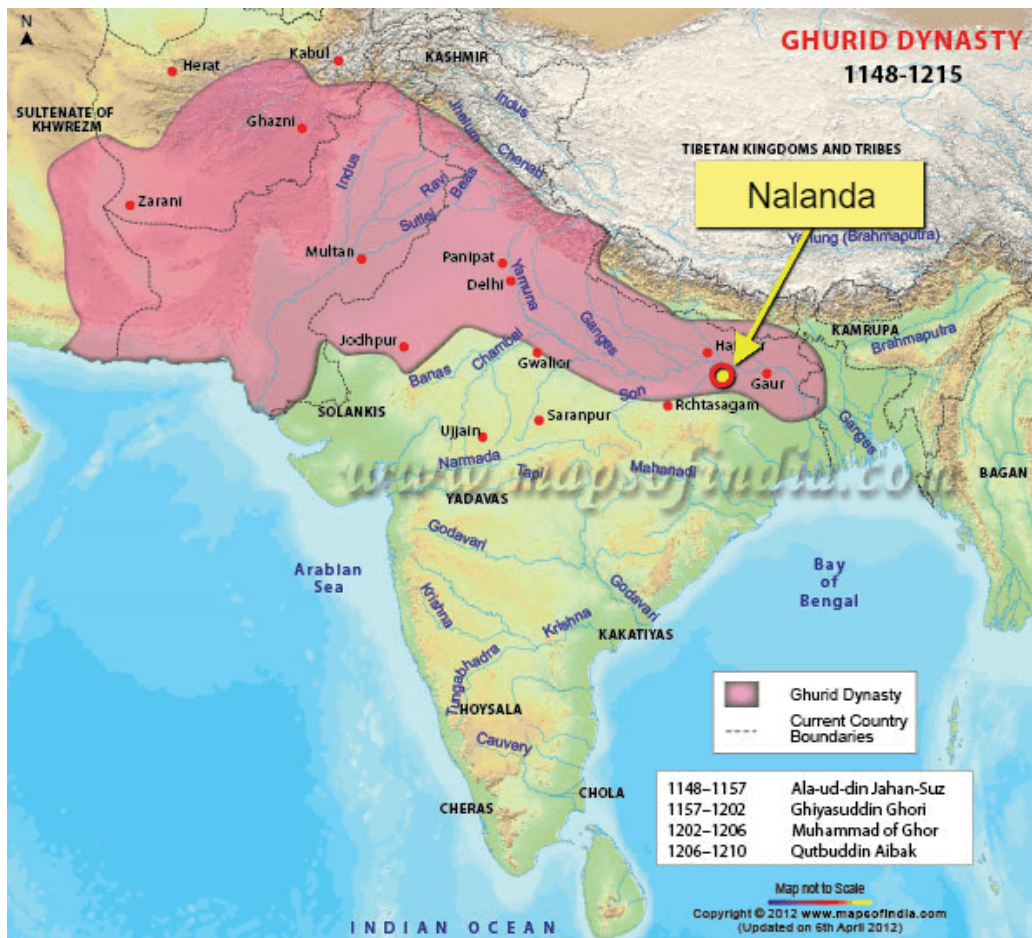 N
GHURID DYNASTY
1148-1215
Kabul
KASHMIR
Herat
SULTENATE OF
KHWREZM
Ghazni
Indus
Jhelum
Chenati
TIBETAN KINGDOMS AND TRIBES
Nalanda
Indus
Ravi
Beas
Sutlej
Zarani
(Brahmaputra)
Multan
Panipat
Delhi
Yamuna
Ganges
KAMRUPA
Brahmaputra
Jodhpur
Banas
Chambal
Gwalior
Gaur
Son
Rchtasagam
SOLANKIS
Saranpur
Ujjain
Ganges
Narmada
Tapi
Mahanadi
www.mapsofindia.com
BAGAN
YADAVAS
Godavari
Arabian
Sea
Bay
of
Bengal
Krishna
Godavari
Krishna
KAKATIYAS
Tungabhadra
HOYSALA
Cauvery
CHERAS
CHOLA
Ghurid Dynasty
Current Country
Boundaries
1148–1157 Ala-ud-din Jahan-Suz
1157–1202 Ghiyasuddin Ghori
1202–1206 Muhammad of Ghor
1206–1210 Qutbuddin Aibak
Map not to Scale
Copyright © 2012 www.mapsofindia.com
(Updated on 6th April 2012)
INDIAN OCEAN